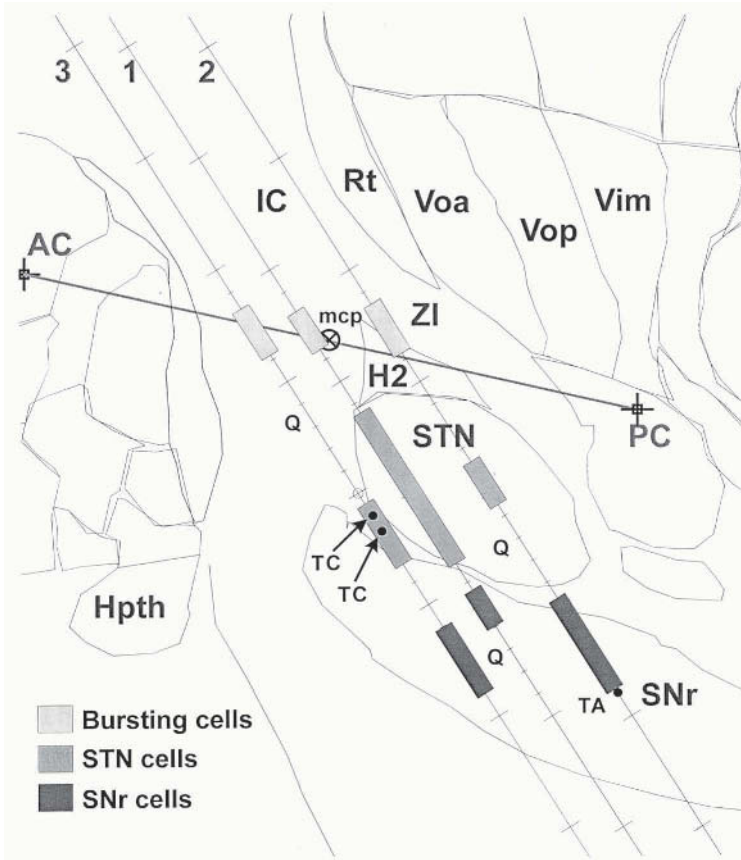 3 1 2
IC
Rt
Voa
Vop
Vim
AC
mcp
ZI
H2
Q
STN
PC
TC
TC
Q
Hpth
Q
TA
SNr
Bursting cells
STN cells
SNr cells